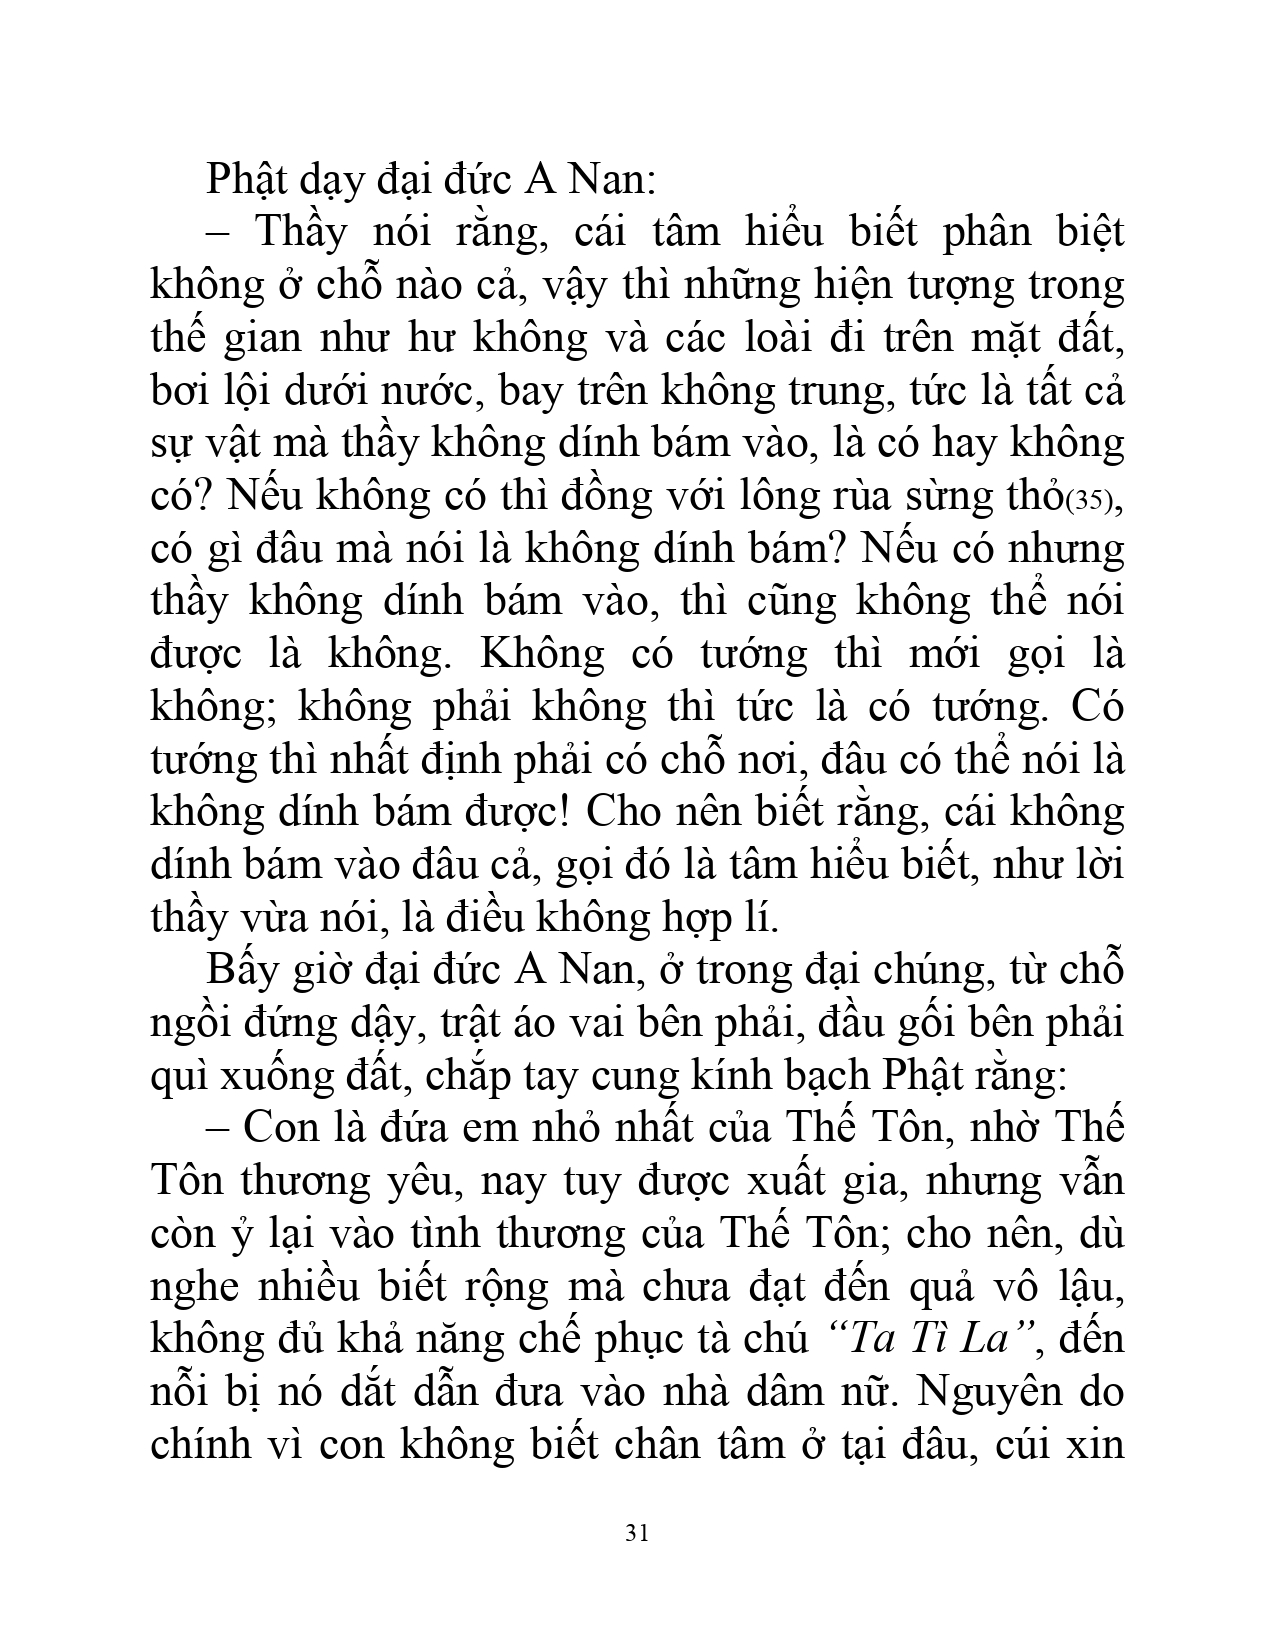 Phật dạy đại đức A Nan:
– Thầy nói rằng, cái tâm hiểu biết phân biệt
không ở chỗ nào cả, vậy thì những hiện tượng trong
thế gian như hư không và các loài đi trên mặt đất,
bơi lội dưới nước, bay trên không trung, tức là tất cả
sự vật mà thầy không dính bám vào, là có hay không
có? Nếu không có thì đồng với lông rùa sừng thỏ(35),
có gì đâu mà nói là không dính bám? Nếu có nhưng
thầy không dính bám vào, thì cũng không thể nói
được là không. Không có tướng thì mới gọi là
không; không phải không thì tức là có tướng. Có
tướng thì nhất định phải có chỗ nơi, đâu có thể nói là
không dính bám được! Cho nên biết rằng, cái không
dính bám vào đâu cả, gọi đó là tâm hiểu biết, như lời
thầy vừa nói, là điều không hợp lí.
Bấy giờ đại đức A Nan, ở trong đại chúng, từ chỗ
ngồi đứng dậy, trật áo vai bên phải, đầu gối bên phải
quì xuống đất, chắp tay cung kính bạch Phật rằng:
– Con là đứa em nhỏ nhất của Thế Tôn, nhờ Thế
Tôn thương yêu, nay tuy được xuất gia, nhưng vẫn
còn ỷ lại vào tình thương của Thế Tôn; cho nên, dù
nghe nhiều biết rộng mà chưa đạt đến quả vô lậu,
không đủ khả năng chế phục tà chú “Ta Tì La”, đến
nỗi bị nó dắt dẫn đưa vào nhà dâm nữ. Nguyên do
chính vì con không biết chân tâm ở tại đâu, cúi xin
31